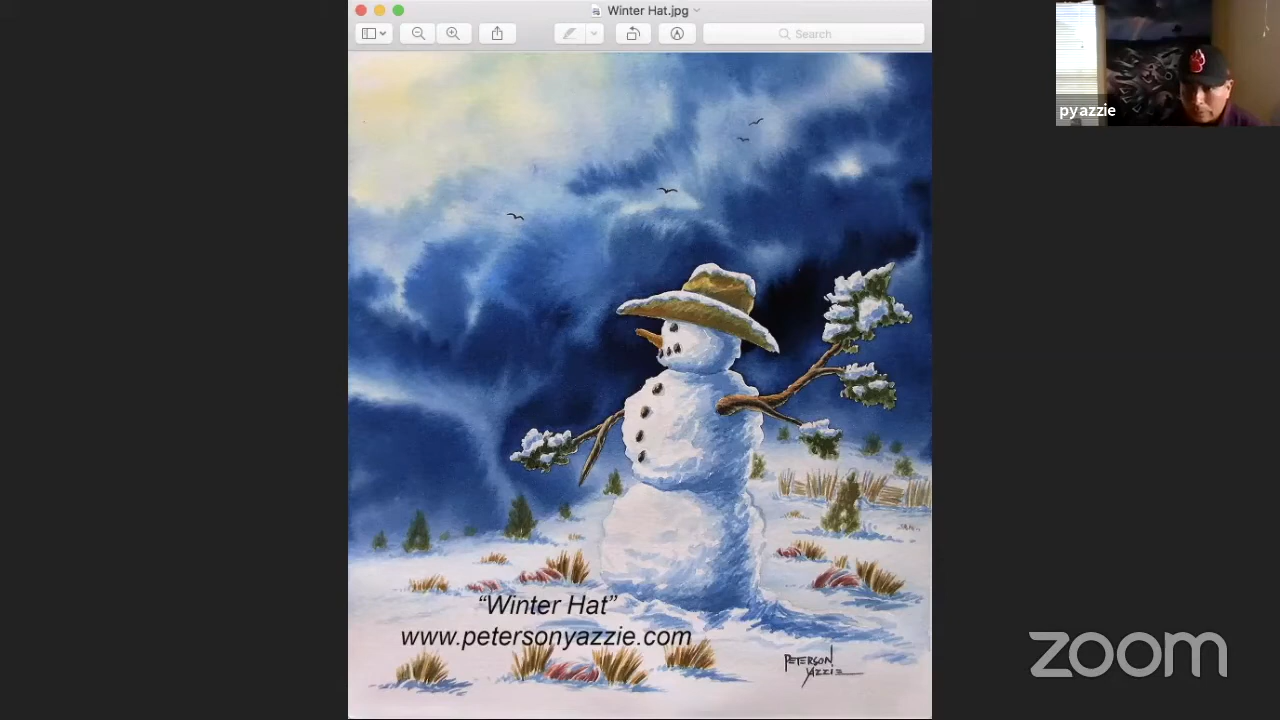 Winter Hat.jpg
Search
pyazzie
“Winter Hat”
www.petersonyazzie.com
PETERSON
YAZZIE
zoom